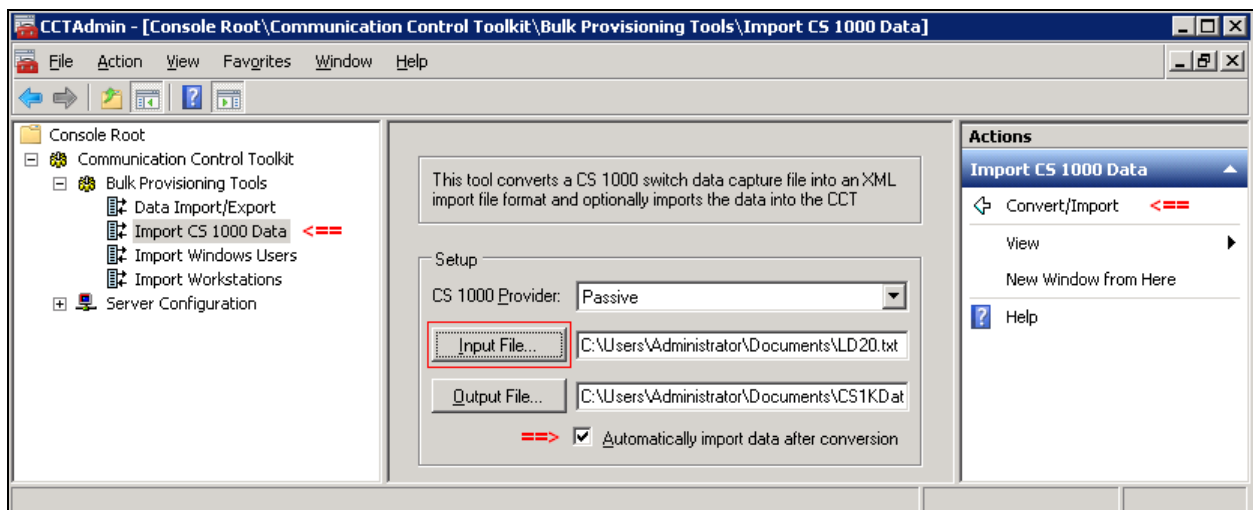 CCTAdmin - [Console Root\Communication Control Toolkit\Bulk Provisioning Tools\Import CS 1000 Data]
File Action View Favorites Window Help
Console Root
Communication Control Toolkit
Bulk Provisioning Tools
Data Import/Export
Import CS 1000 Data <==
Import Windows Users
Import Workstations
Server Configuration
This tool converts a CS 1000 switch data capture file into an XML
import file format and optionally imports the data into the CCT
Setup
CS 1000 Provider: Passive
Input File... C:\Users\Administrator\Documents\LD20.txt
Output File... C:\Users\Administrator\Documents\CS1KDat
==> Automatically import data after conversion
Actions
Import CS 1000 Data
Convert/Import <==
View
New Window from Here
Help